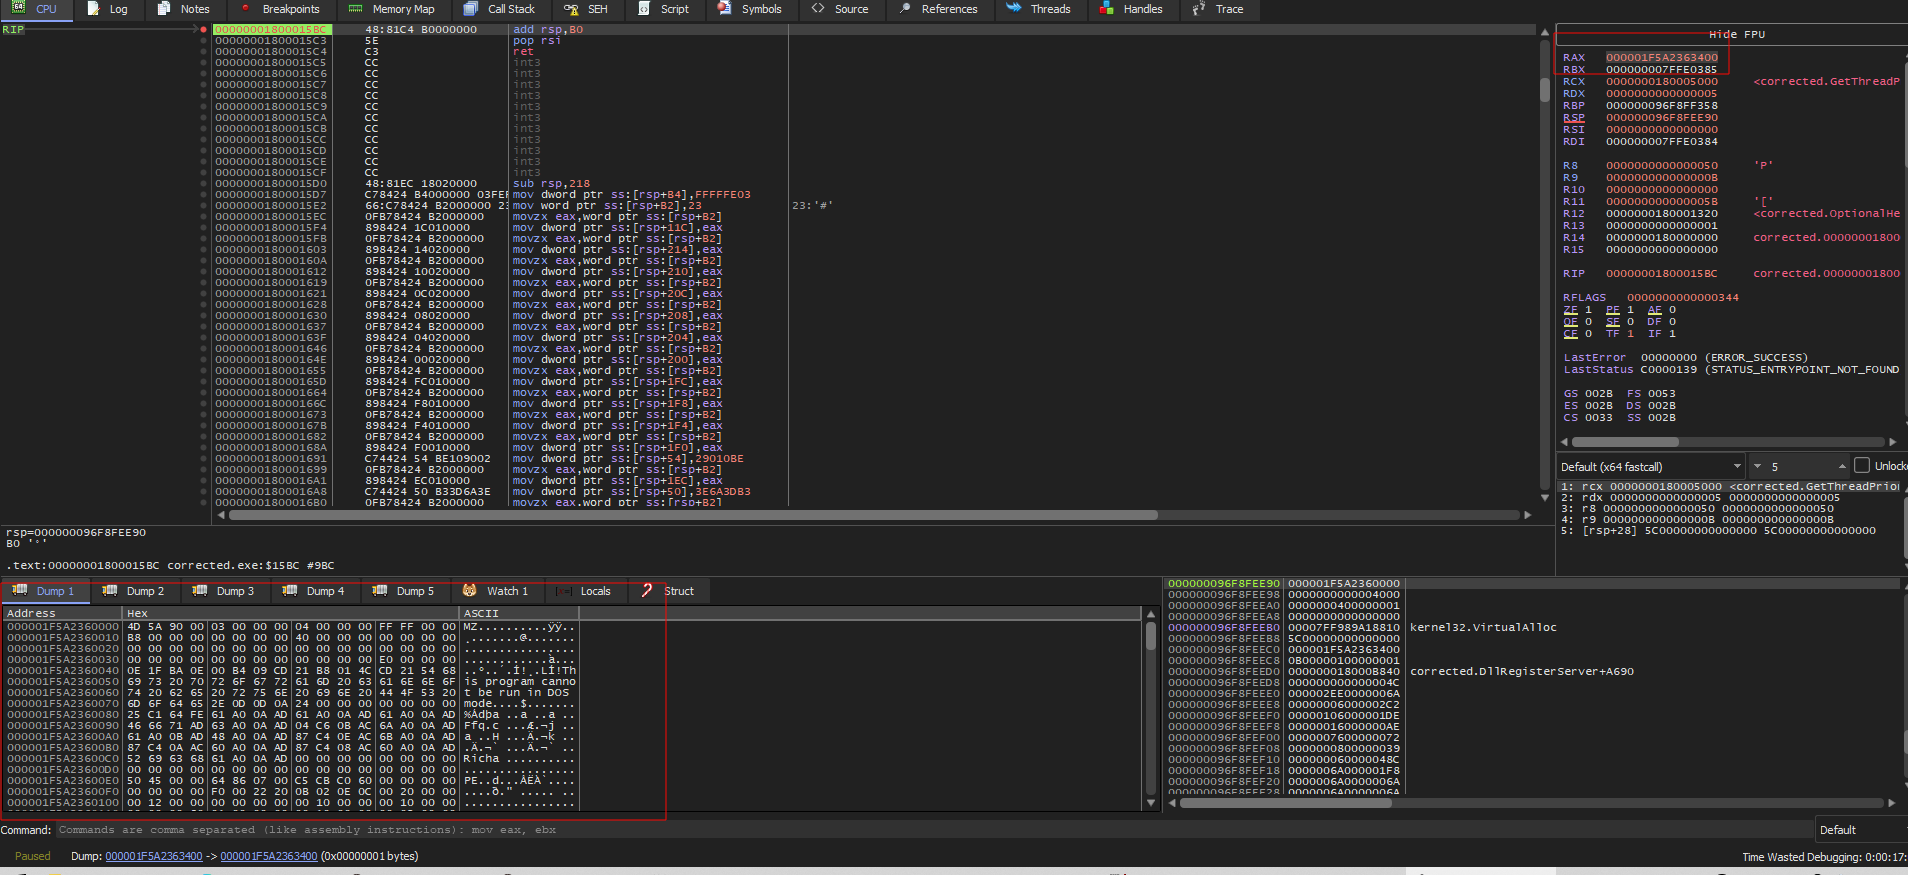 CPU Log Notes Breakpoints Memory Map Call Stack SEH Script Symbols Source References Threads Handles Trace
RIP 00000001800015BC 48:81C4 B0000000 add rsp,B0
00000001800015C3 5E pop rsi
00000001800015C4 C3 ret
00000001800015C5 CC int3
00000001800015C6 CC int3
00000001800015C7 CC int3
00000001800015C8 CC int3
00000001800015C9 CC int3
00000001800015CA CC int3
00000001800015CB CC int3
00000001800015CC CC int3
00000001800015CD CC int3
00000001800015CE CC int3
00000001800015CF CC int3
00000001800015D0 48:81EC 18020000 sub rsp,218
00000001800015D7 C78424 B4000000 03FEF mov dword ptr ss:[rsp+B4],FFFFFE03
00000001800015E2 66:C78424 B2000000 23 mov word ptr ss:[rsp+B2],23 23:'#'
00000001800015EC 0FB78424 B2000000 movzx eax,word ptr ss:[rsp+B2]
00000001800015F4 898424 1C010000 mov dword ptr ss:[rsp+11C],eax
00000001800015FB 0FB78424 B2000000 movzx eax,word ptr ss:[rsp+B2]
0000000180001603 898424 14020000 mov dword ptr ss:[rsp+214],eax
000000018000160A 0FB78424 B2000000 movzx eax,word ptr ss:[rsp+B2]
0000000180001612 898424 10020000 mov dword ptr ss:[rsp+210],eax
0000000180001619 0FB78424 B2000000 movzx eax,word ptr ss:[rsp+B2]
0000000180001621 898424 0C020000 mov dword ptr ss:[rsp+20C],eax
0000000180001628 0FB78424 B2000000 movzx eax,word ptr ss:[rsp+B2]
0000000180001630 898424 08020000 mov dword ptr ss:[rsp+208],eax
0000000180001637 0FB78424 B2000000 movzx eax,word ptr ss:[rsp+B2]
000000018000163F 898424 04020000 mov dword ptr ss:[rsp+204],eax
0000000180001646 0FB78424 B2000000 movzx eax,word ptr ss:[rsp+B2]
000000018000164E 898424 00020000 mov dword ptr ss:[rsp+200],eax
0000000180001655 0FB78424 B2000000 movzx eax,word ptr ss:[rsp+B2]
000000018000165D 898424 FC010000 mov dword ptr ss:[rsp+1FC],eax
0000000180001664 0FB78424 B2000000 movzx eax,word ptr ss:[rsp+B2]
000000018000166C 898424 F8010000 mov dword ptr ss:[rsp+1F8],eax
0000000180001673 0FB78424 B2000000 movzx eax,word ptr ss:[rsp+B2]
000000018000167B 898424 F4010000 mov dword ptr ss:[rsp+1F4],eax
0000000180001682 0FB78424 B2000000 movzx eax,word ptr ss:[rsp+B2]
000000018000168A 898424 F0010000 mov dword ptr ss:[rsp+1F0],eax
0000000180001691 C74424 54 BE109002 mov dword ptr ss:[rsp+54],29010BE
0000000180001699 0FB78424 B2000000 movzx eax,word ptr ss:[rsp+B2]
00000001800016A1 898424 EC010000 mov dword ptr ss:[rsp+1EC],eax
00000001800016A8 C74424 50 B33D6A3E mov dword ptr ss:[rsp+50],3E6A3DB3
00000001800016B0 0FB78424 B2000000 movzx eax,word ptr ss:[rsp+B2]
Hide FPU
RAX 000001F5A2363400
RBX 000000007FFE0385
RCX 0000000180005000 <corrected.GetThreadP
RDX 0000000000000005
RBP 000000096F8FF358
RSP 000000096F8FEE90
RSI 0000000000000000
RDI 000000007FFE0384
R8 0000000000000050 'P'
R9 000000000000000B
R10 0000000000000000
R11 000000000000005B '['
R12 0000000180001320 <corrected.OptionalHe
R13 0000000000000001
R14 0000000180000000 corrected.00000001800
R15 0000000000000000
RIP 00000001800015BC corrected.00000001800
RFLAGS 0000000000000344
ZF 1 PF 1 AF 0
OF 0 SF 0 DF 0
CF 0 TF 1 IF 1
LastError 00000000 (ERROR_SUCCESS)
LastStatus C0000139 (STATUS_ENTRYPOINT_NOT_FOUND
GS 002B FS 0053
ES 002B DS 002B
CS 0033 SS 002B
Default (x64 fastcall) 5 Unlock
1: rcx 0000000180005000 <corrected.GetThreadPrior
2: rdx 0000000000000005 0000000000000005
3: r8 0000000000000050 0000000000000050
4: r9 000000000000000B 000000000000000B
5: [rsp+28] 5C00000000000000 5C00000000000000
rsp=000000096F8FEE90
B0 '°'
.text:00000001800015BC corrected.exe:$15BC #9BC
Dump 1 Dump 2 Dump 3 Dump 4 Dump 5 Watch 1 Locals Struct
Address Hex ASCII
000001F5A2360000 4D 5A 90 00 03 00 00 00 04 00 00 00 FF FF 00 00 MZ..........ÿÿ..
000001F5A2360010 B8 00 00 00 00 00 00 00 40 00 00 00 00 00 00 00 ¸.......@.......
000001F5A2360020 00 00 00 00 00 00 00 00 00 00 00 00 00 00 00 00 ................
000001F5A2360030 00 00 00 00 00 00 00 00 00 00 00 00 E0 00 00 00 ............à...
000001F5A2360040 0E 1F BA 0E 00 B4 09 CD 21 B8 01 4C CD 21 54 68 ..º..´.Í!¸.LÍ!Th
000001F5A2360050 69 73 20 70 72 6F 67 72 61 6D 20 63 61 6E 6E 6F is program canno
000001F5A2360060 74 20 62 65 20 72 75 6E 20 69 6E 20 44 4F 53 20 t be run in DOS
000001F5A2360070 6D 6F 64 65 2E 0D 0D 0A 24 00 00 00 00 00 00 00 mode....$.......
000001F5A2360080 25 C1 64 FE 61 A0 0A AD 61 A0 0A AD 61 A0 0A AD %Ádþa ..a ..a ..
000001F5A2360090 46 66 71 AD 63 A0 0A AD 04 C6 0B AC 6A A0 0A AD Ffq.c ...Æ.¬j ..
000001F5A23600A0 61 A0 0B AD 48 A0 0A AD 87 C4 0E AC 6B A0 0A AD a ..H ...Ä.¬k ..
000001F5A23600B0 87 C4 0A AC 60 A0 0A AD 87 C4 08 AC 60 A0 0A AD .Ä.¬` ...Ä.¬` ..
000001F5A23600C0 52 69 63 68 61 A0 0A AD 00 00 00 00 00 00 00 00 Richa ..........
000001F5A23600D0 00 00 00 00 00 00 00 00 00 00 00 00 00 00 00 00 ................
000001F5A23600E0 50 45 00 00 64 86 07 00 C5 CB C0 60 00 00 00 00 PE..d...ÅËÀ`....
000001F5A23600F0 00 00 00 00 F0 00 22 20 0B 02 0E 0C 00 20 00 00 ....ð." ..... ..
000001F5A2360100 00 12 00 00 00 00 00 00 00 10 00 00 00 10 00 00 ................
000000096F8FEE90 000001F5A2360000
000000096F8FEE98 0000000000004000
000000096F8FEEA0 0000000400000001
000000096F8FEEA8 0000000000000000
000000096F8FEEB0 00007FF989A18810 kernel32.VirtualAlloc
000000096F8FEEB8 5C00000000000000
000000096F8FEEC0 000001F5A2363400
000000096F8FEEC8 0B00000100000001
000000096F8FEED0 000000018000B840 corrected.DllRegisterServer+A690
000000096F8FEED8 000000000000004C
000000096F8FEEE0 000002EE0000006A
000000096F8FEEE8 00000006000002C2
000000096F8FEEF0 00000106000001DE
000000096F8FEEF8 00000016000000AE
000000096F8FEF00 0000007600000072
000000096F8FEF08 0000000800000039
000000096F8FEF10 000000060000048C
000000096F8FEF18 0000006A000001F8
000000096F8FEF20 0000006A0000006A
Command: Commands are comma separated (like assembly instructions): mov eax, ebx Default
Paused Dump: 000001F5A2363400 -> 000001F5A2363400 (0x00000001 bytes) Time Wasted Debugging: 0:00:17: